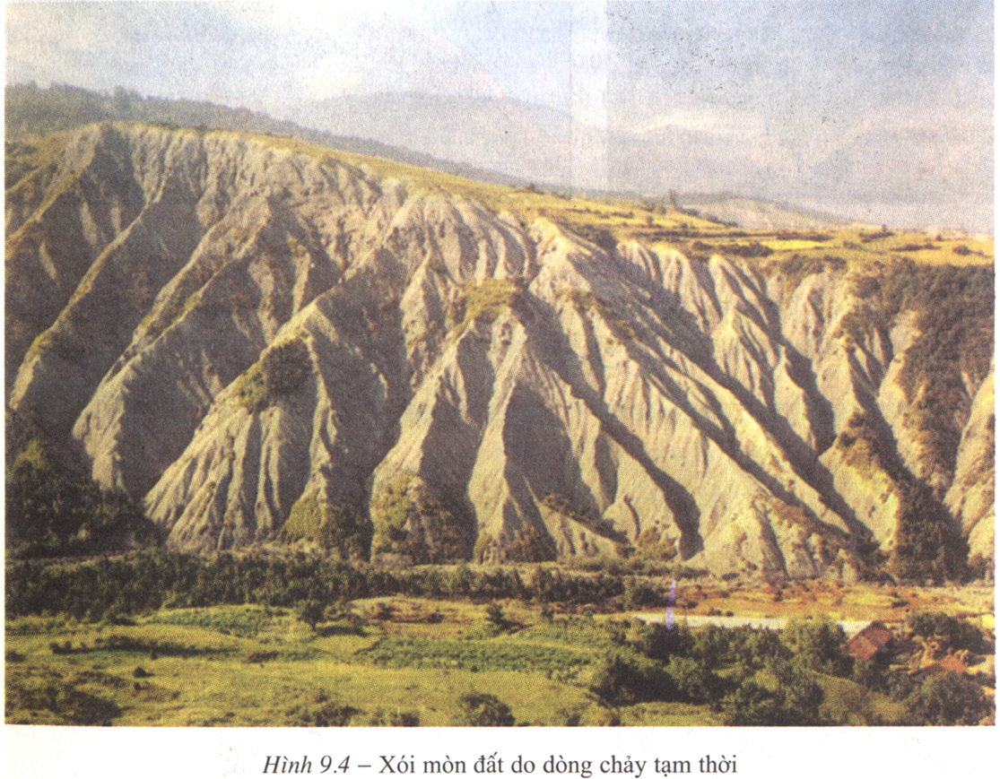 Hình 9.4 – Xói mòn đất do dòng chảy tạm thời